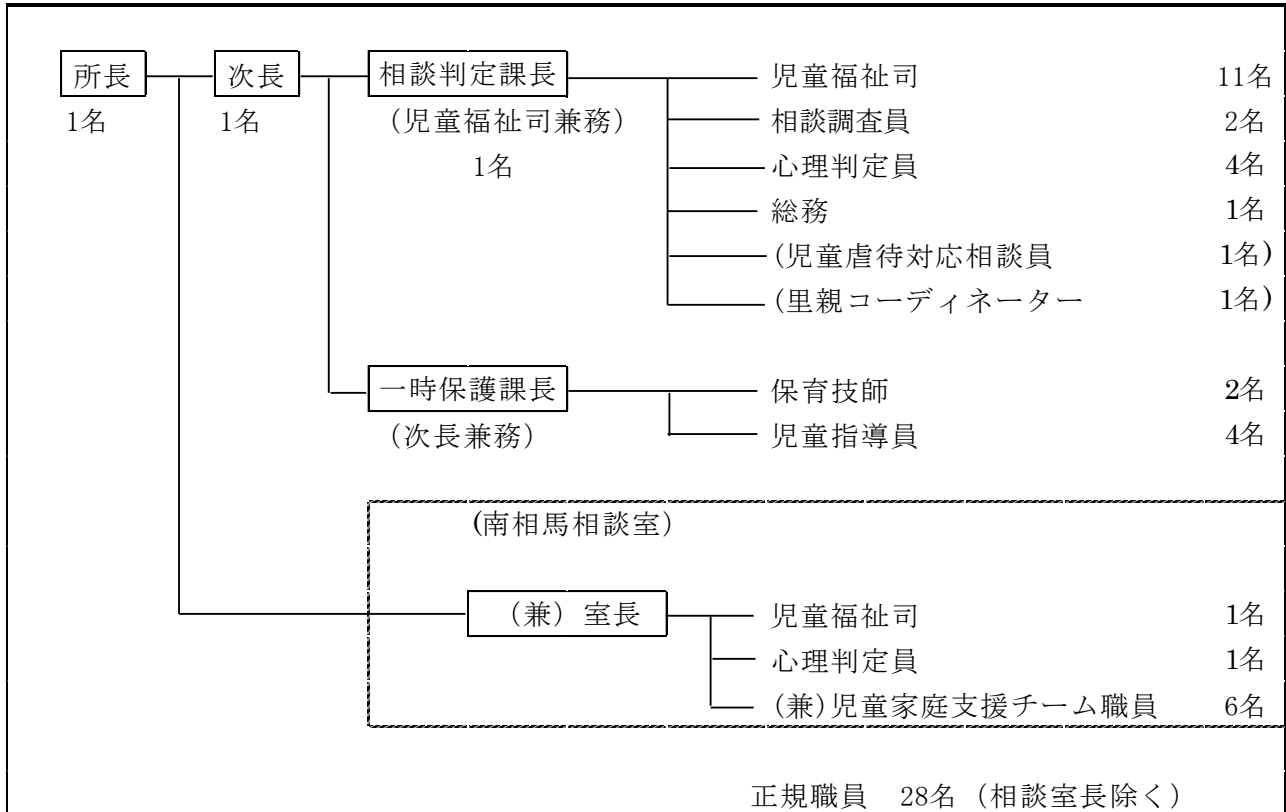 所長 次長 相談判定課長 児童福祉司 11名
1名 1名 (児童福祉司兼務) 相談調査員 2名
1名 心理判定員 4名
総務 1名
(児童虐待対応相談員 1名)
(里親コーディネーター 1名)
一時保護課長 保育技師 2名
(次長兼務) 児童指導員 4名
(南相馬相談室)
(兼) 室長 児童福祉司 1名
心理判定員 1名
(兼)児童家庭支援チーム職員 6名
正規職員 28名 (相談室長除く)